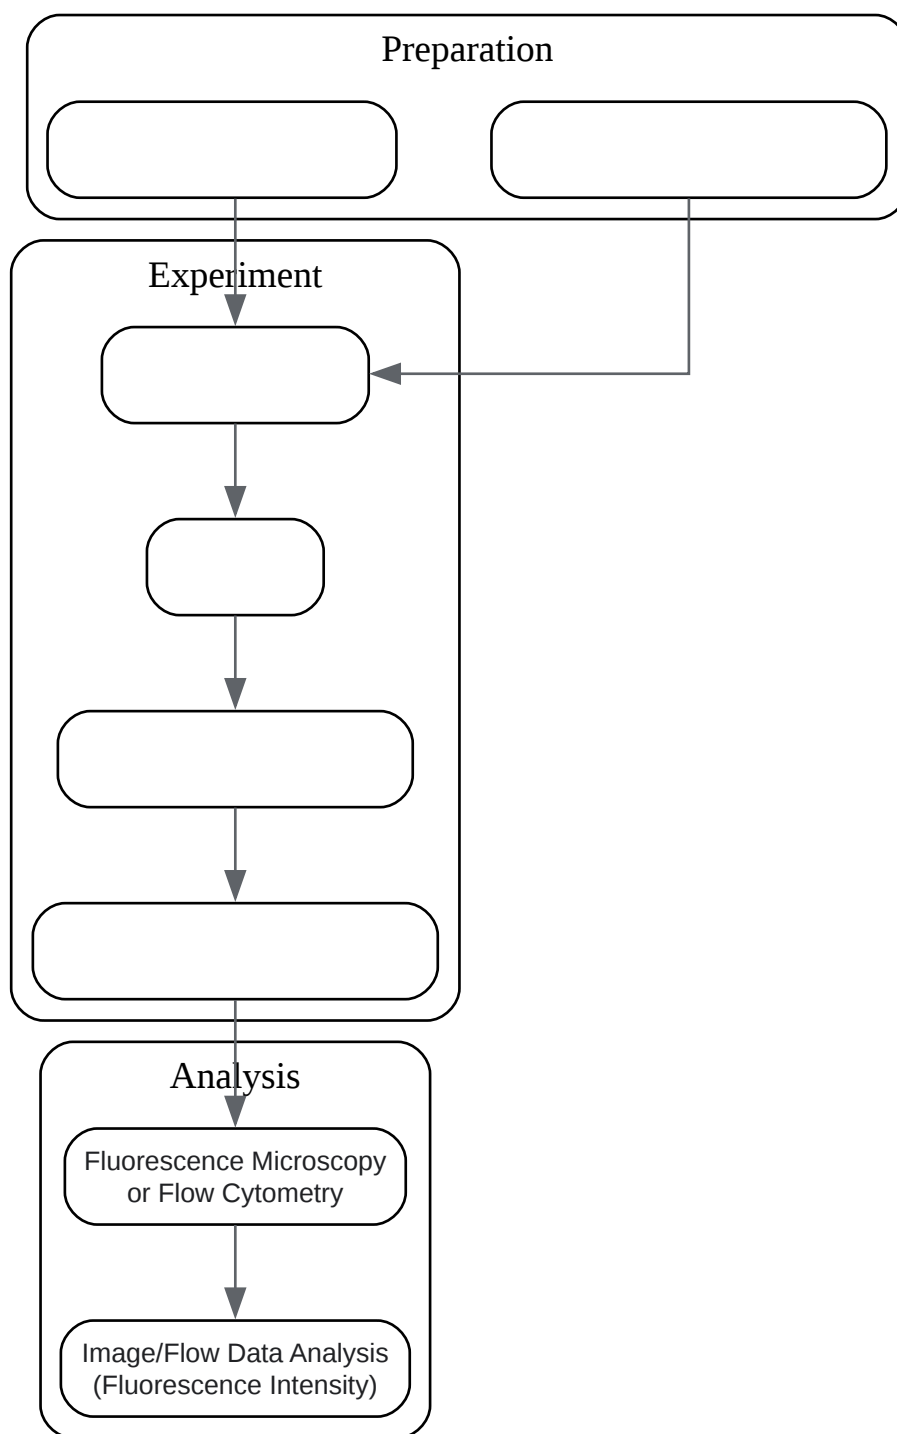 Preparation
Experiment
Analysis
Fluorescence Microscopy
or Flow Cytometry
Image/Flow Data Analysis
(Fluorescence Intensity)